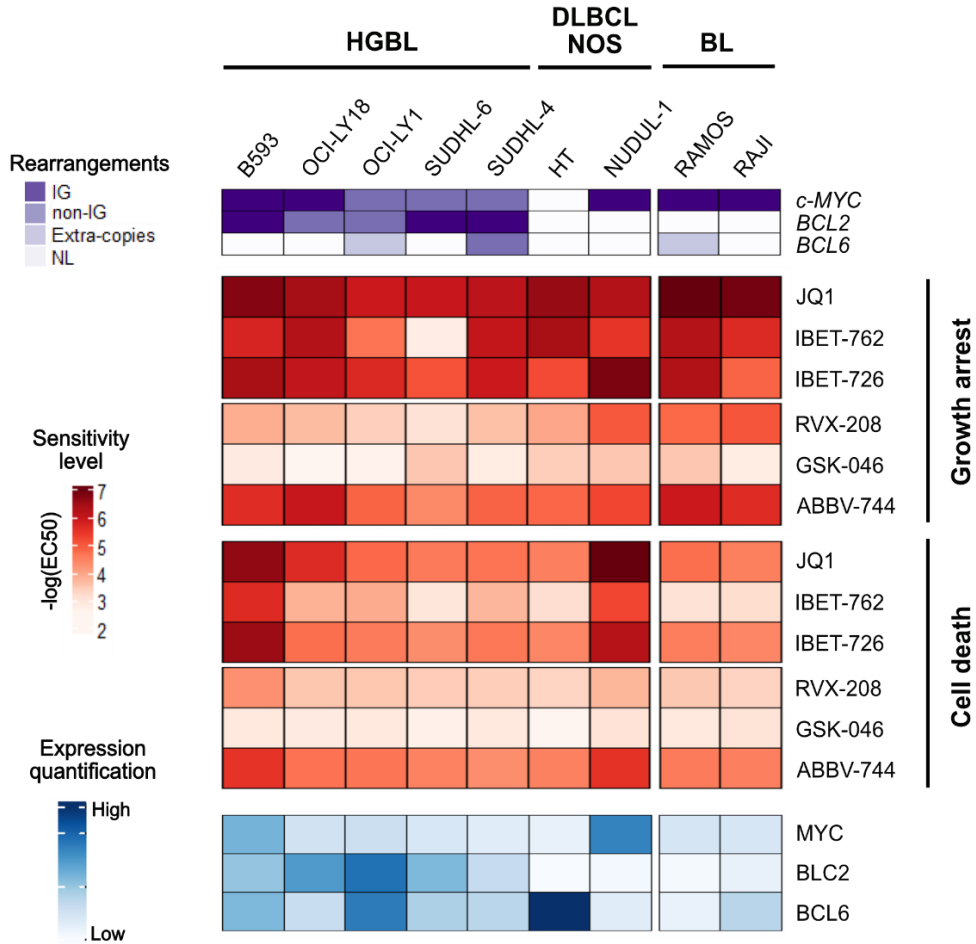 HGBL
DLBCL
NOS
BL
B593
OCI-LY18
OCI-LY1
SUDHL-6
SUDHL-4
HT
NUDUL-1
RAMOS
RAJI
Rearrangements
IG
non-IG
Extra-copies
NL
c-MYC
BCL2
BCL6
JQ1
IBET-762
IBET-726
RVX-208
GSK-046
ABBV-744
Growth arrest
Sensitivity
level
-log(EC50)
7
6
5
4
3
2
JQ1
IBET-762
IBET-726
RVX-208
GSK-046
ABBV-744
Cell death
Expression
quantification
High
Low
MYC
BLC2
BCL6